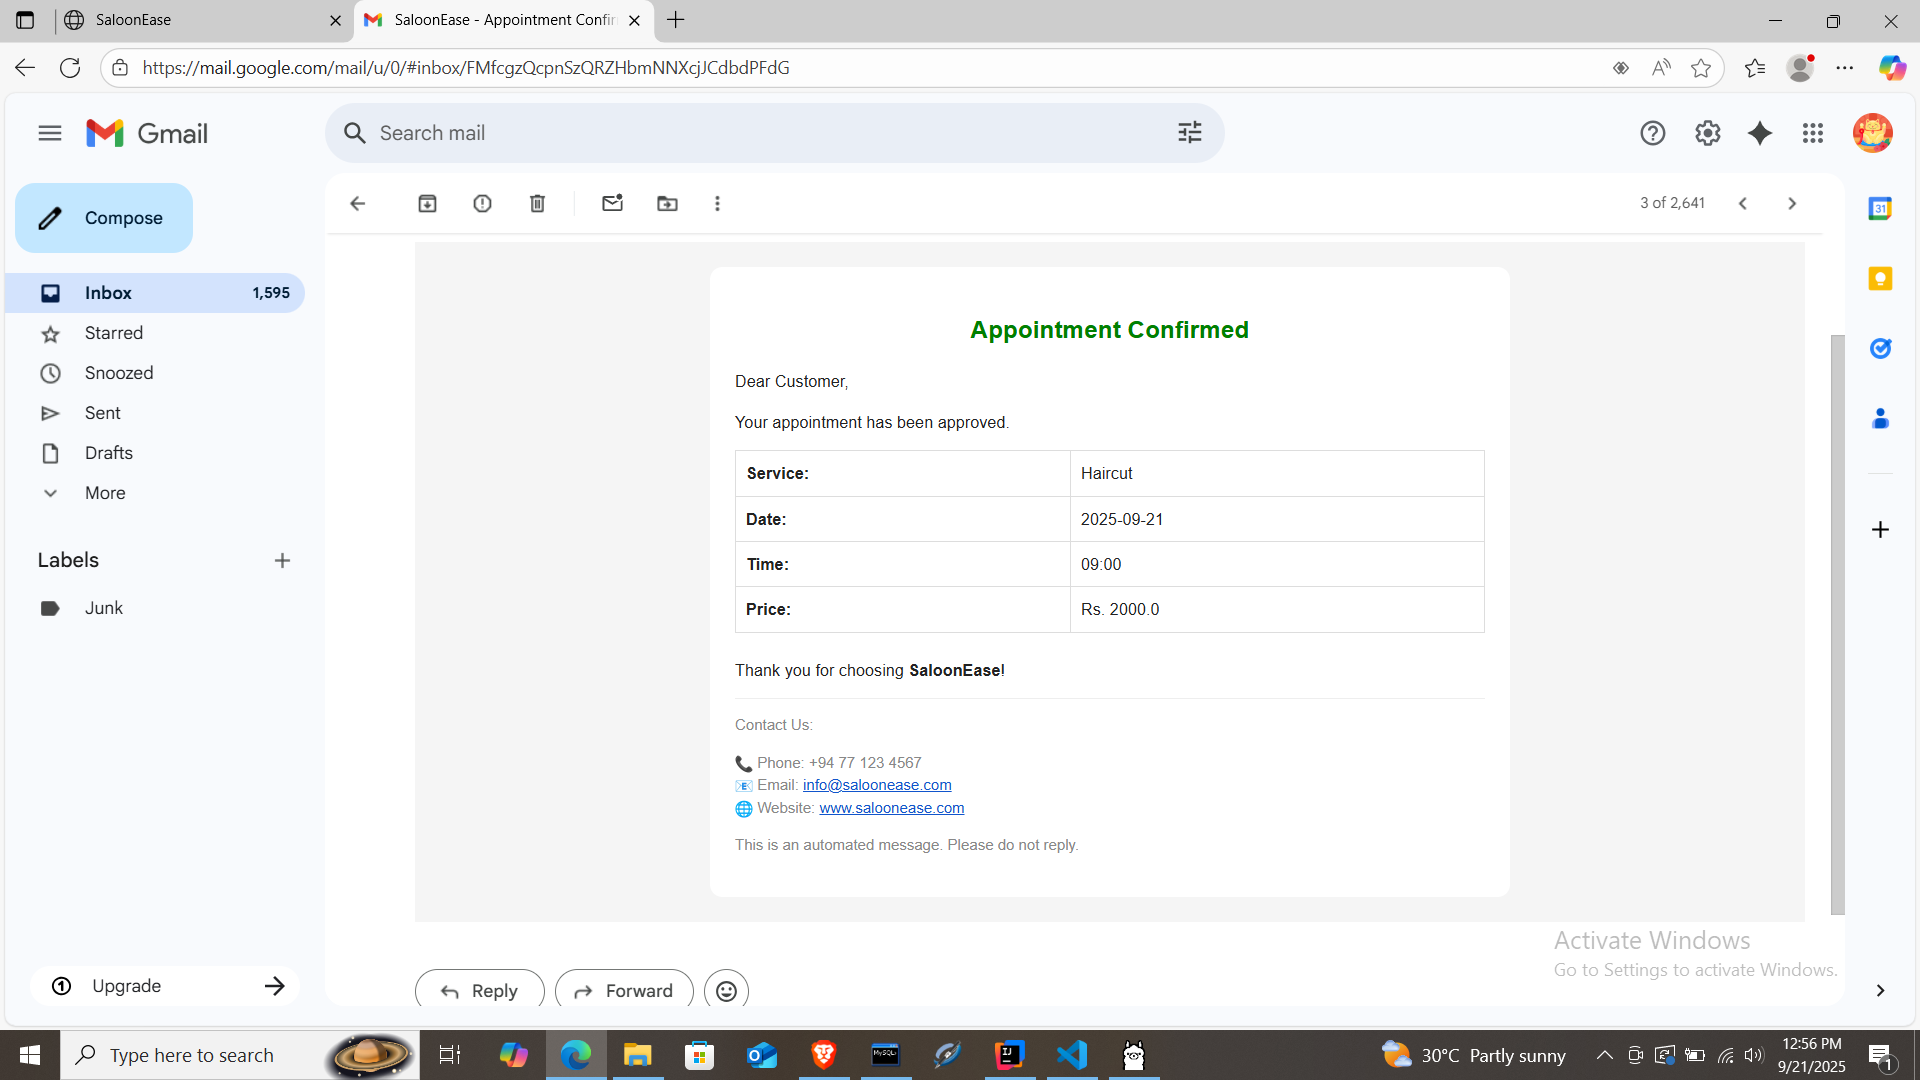 SaloonEase
SaloonEase - Appointment Confir
https://mail.google.com/mail/u/0/#inbox/FMfcgzQcpnSzQRZHbmNNXcjJCdbdPFdG
Gmail
Search mail
Compose
3 of 2,641
31
Inbox 1,595
Starred
Snoozed
Sent
Drafts
More
Labels
Junk
Upgrade
Appointment Confirmed
Dear Customer,
Your appointment has been approved.
Service: Haircut
Date: 2025-09-21
Time: 09:00
Price: Rs. 2000.0
Thank you for choosing SaloonEase!
Contact Us:
Phone: +94 77 123 4567
Email: info@saloonease.com
Website: www.saloonease.com
This is an automated message. Please do not reply.
Activate Windows
Go to Settings to activate Windows.
Reply
Forward
Type here to search
MySQL
IJ
30°C Partly sunny
12:56 PM
9/21/2025
1